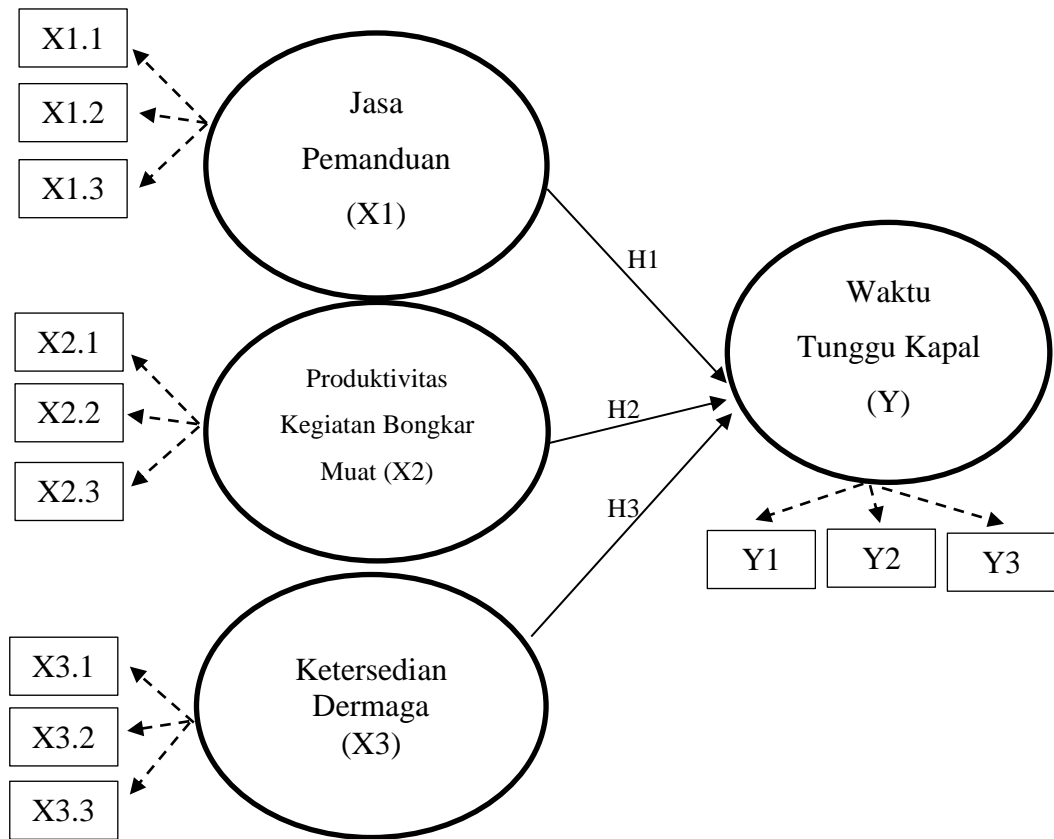 X1.1
X1.2
X1.3
Jasa
Pemanduan
(X1)
H1
X2.1
X2.2
X2.3
Produktivitas
Kegiatan Bongkar
Muat (X2)
H2
X3.1
X3.2
X3.3
Ketersedian
Dermaga
(X3)
H3
Waktu
Tunggu Kapal
(Y)
Y1
Y2
Y3